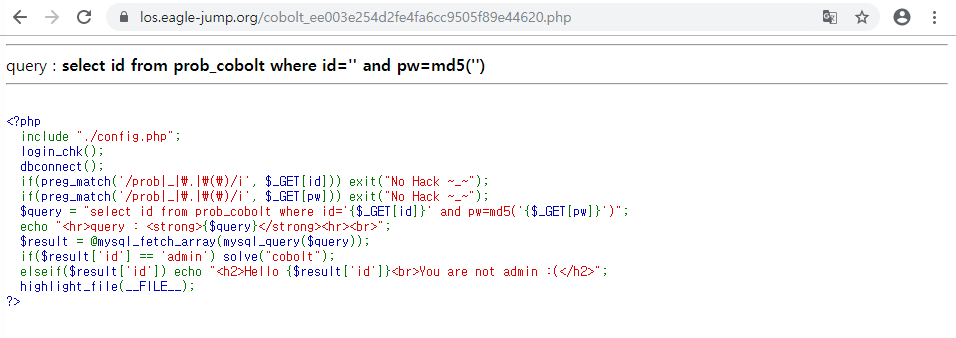 los.eagle-jump.org/cobolt_ee003e254d2fe4fa6cc9505f89e44620.php
query : select id from prob_cobolt where id='' and pw=md5('')
<?php
  include "./config.php";
  login_chk();
  dbconnect();
  if(preg_match('/prob|_|₩.|₩(₩)/i', $_GET[id])) exit("No Hack ~_~");
  if(preg_match('/prob|_|₩.|₩(₩)/i', $_GET[pw])) exit("No Hack ~_~");
  $query = "select id from prob_cobolt where id='{$_GET[id]}' and pw=md5('{$_GET[pw]}')";
  echo "<hr>query : <strong>{$query}</strong><hr><br>";
  $result = @mysql_fetch_array(mysql_query($query));
  if($result['id'] == 'admin') solve("cobolt");
  elseif($result['id']) echo "<h2>Hello {$result['id']}<br>You are not admin :(</h2>";
  highlight_file(__FILE__);
?>